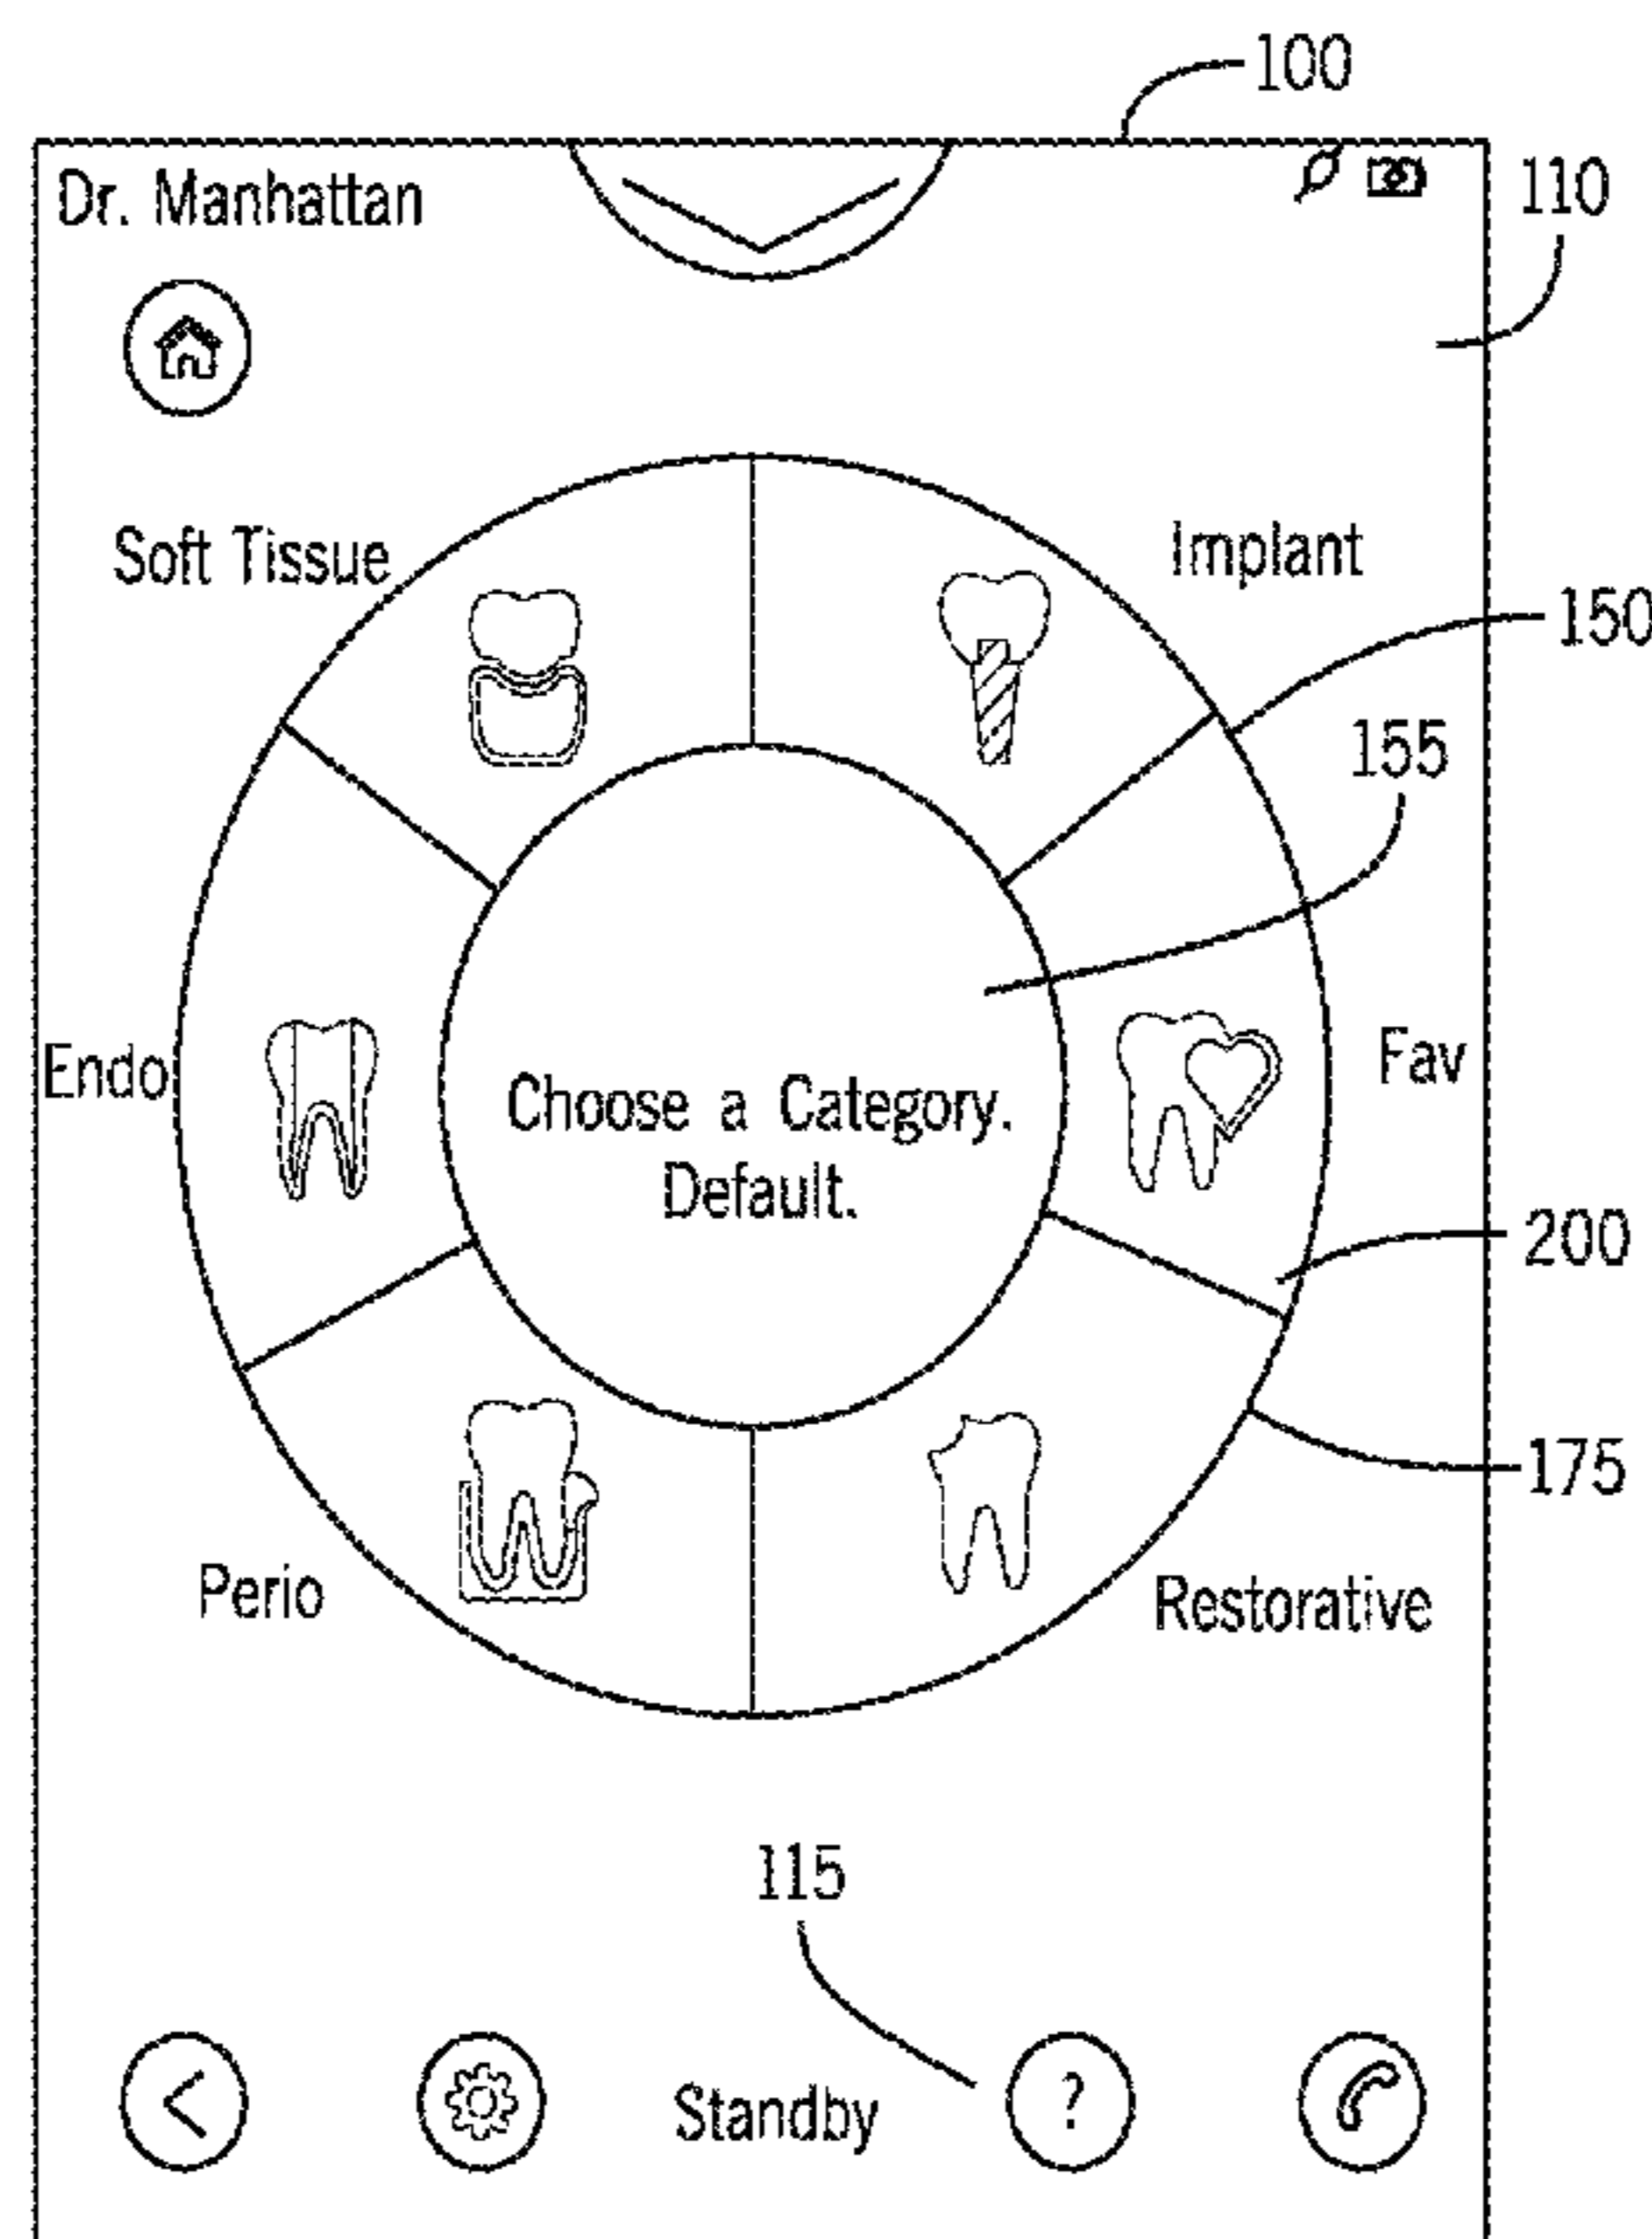 100
Dr. Manhattan
110
Soft Tissue
Implant
150
155
Endo
Choose a Category.
Default.
Fav
200
175
Perio
Restorative
115
Standby
?